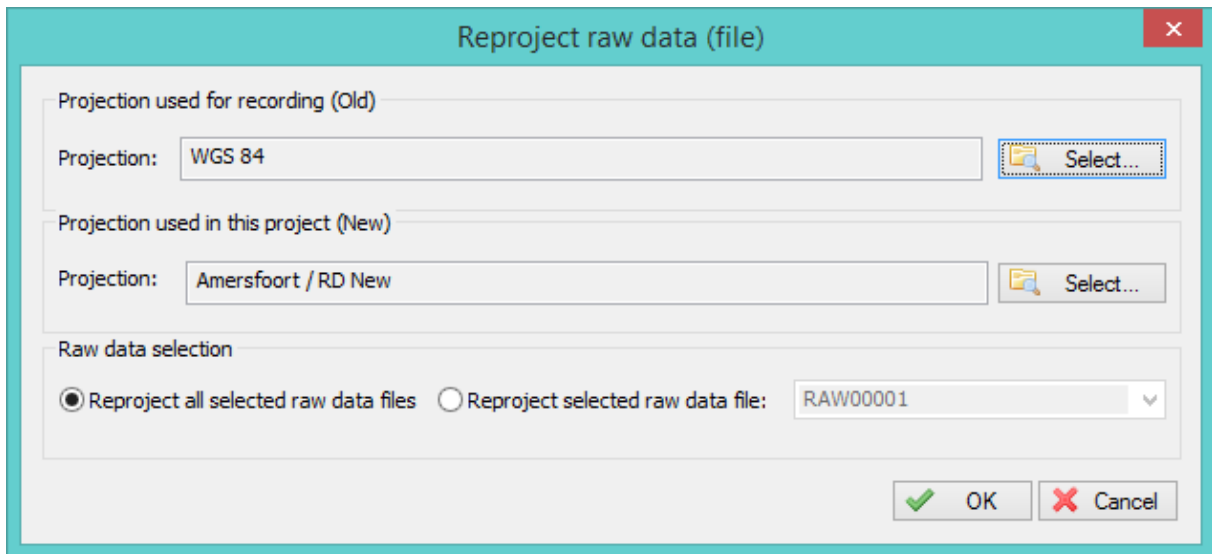 Reproject raw data (file)
Projection used for recording (Old)
Projection: WGS 84 Select...
Projection used in this project (New)
Projection: Amersfoort / RD New Select...
Raw data selection
Reproject all selected raw data files Reproject selected raw data file: RAW00001
OK Cancel